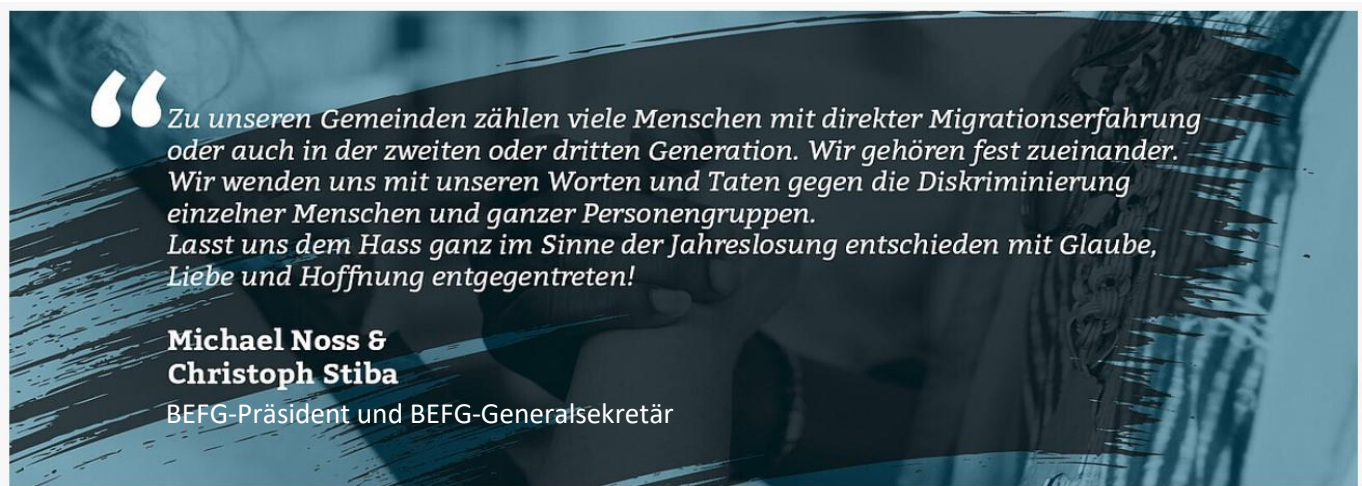 “Zu unseren Gemeinden zählen viele Menschen mit direkter Migrationserfahrung
oder auch in der zweiten oder dritten Generation. Wir gehören fest zueinander.
Wir wenden uns mit unseren Worten und Taten gegen die Diskriminierung
einzelner Menschen und ganzer Personengruppen.
Lasst uns dem Hass ganz im Sinne der Jahreslosung entschieden mit Glaube,
Liebe und Hoffnung entgegentreten!
Michael Noss &
Christoph Stiba
BEFG-Präsident und BEFG-Generalsekretär